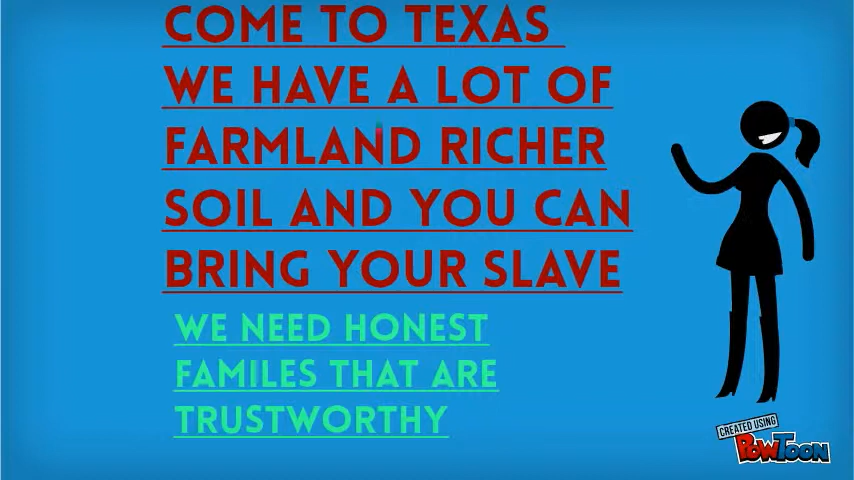 COME TO TEXAS
WE HAVE A LOT OF
FARMLAND RICHER
SOIL AND YOU CAN
BRING YOUR SLAVE
WE NEED HONEST
FAMILES THAT ARE
TRUSTWORTHY
CREATED USING
POWTOON